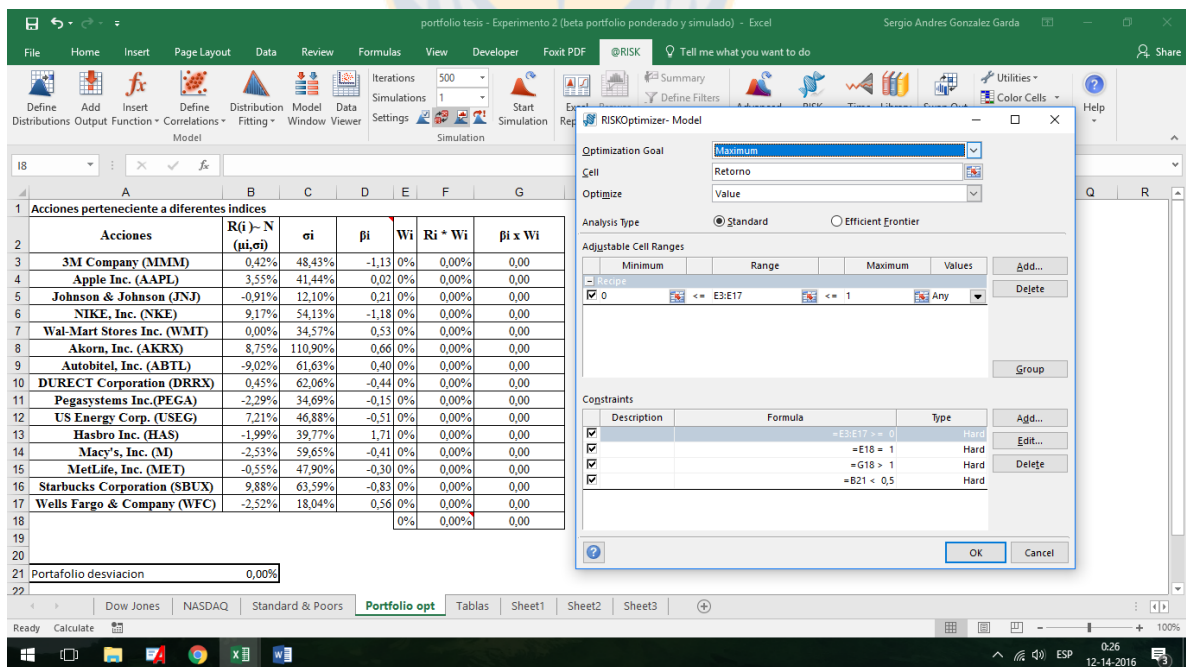 portfolio tesis - Experimento 2 (beta portfolio ponderado y simulado) - Excel
Sergio Andres Gonzalez Garda
File Home Insert Page Layout Data Review Formulas View Developer Foxit PDF @RISK Tell me what you want to do Share
Define Distributions
Add Output
Insert Function
Define Correlations
Model
Distribution Fitting
Model Window
Data Viewer
Iterations 500
Simulations 1
Settings
Start Simulation
Simulation
Summary
Define Filters
Utilities
Color Cells
Help
I8
fx
A B C D E F G Q R
1 Acciones perteneciente a diferentes indices
2 Acciones R(i)~ N (µi,σi) σi βi Wi Ri * Wi βi x Wi
3 3M Company (MMM) 0,42% 48,43% -1,13 0% 0,00% 0,00
4 Apple Inc. (AAPL) 3,55% 41,44% 0,02 0% 0,00% 0,00
5 Johnson & Johnson (JNJ) -0,91% 12,10% 0,21 0% 0,00% 0,00
6 NIKE, Inc. (NKE) 9,17% 54,13% -1,18 0% 0,00% 0,00
7 Wal-Mart Stores Inc. (WMT) 0,00% 34,57% 0,53 0% 0,00% 0,00
8 Akorn, Inc. (AKRX) 8,75% 110,90% 0,66 0% 0,00% 0,00
9 Autobitel, Inc. (ABTL) -9,02% 61,63% 0,40 0% 0,00% 0,00
10 DURECT Corporation (DRRX) 0,45% 62,06% -0,44 0% 0,00% 0,00
11 Pegasystems Inc.(PEGA) -2,29% 34,69% -0,15 0% 0,00% 0,00
12 US Energy Corp. (USEG) 7,21% 46,88% -0,51 0% 0,00% 0,00
13 Hasbro Inc. (HAS) -1,99% 39,77% 1,71 0% 0,00% 0,00
14 Macy's, Inc. (M) -2,53% 59,65% -0,41 0% 0,00% 0,00
15 MetLife, Inc. (MET) -0,55% 47,90% -0,30 0% 0,00% 0,00
16 Starbucks Corporation (SBUX) 9,88% 63,59% -0,83 0% 0,00% 0,00
17 Wells Fargo & Company (WFC) -2,52% 18,04% 0,56 0% 0,00% 0,00
18 0% 0,00% 0,00
19
20
21 Portafolio desviacion 0,00%
22
RISKOptimizer- Model
Optimization Goal Maximum
Cell Retorno
Optimize Value
Analysis Type Standard Efficient Frontier
Adjustable Cell Ranges
Minimum Range Maximum Values
Recipe
0 <= E3:E17 <= 1 Any
Add...
Delete
Group
Constraints
Description Formula Type
=E3:E17 >= 0 Hard
=E18 = 1 Hard
=G18 > 1 Hard
=B21 < 0,5 Hard
Add...
Edit...
Delete
OK Cancel
Dow Jones NASDAQ Standard & Poors Portfolio opt Tablas Sheet1 Sheet2 Sheet3
Ready Calculate 100%
ESP
0:26
12-14-2016
3